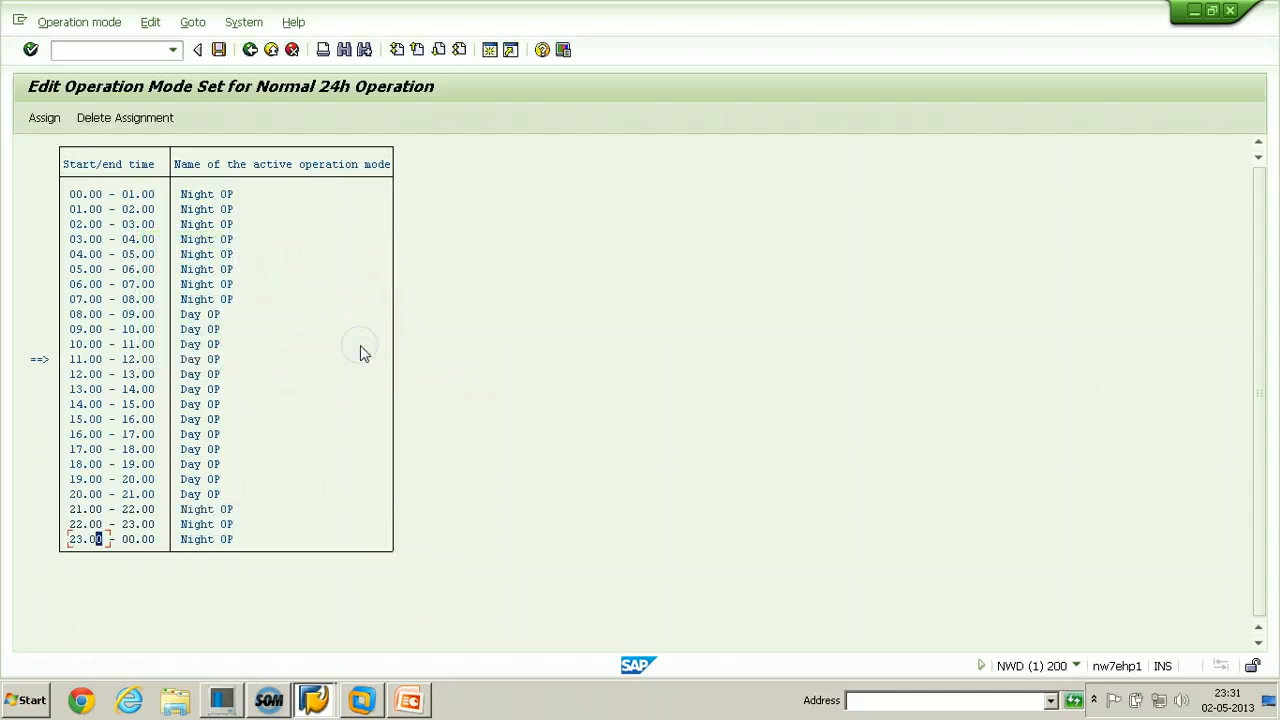 Operation mode Edit Goto System Help
Edit Operation Mode Set for Normal 24h Operation
Assign Delete Assignment
Start/end time Name of the active operation mode
00.00 - 01.00 Night OP
01.00 - 02.00 Night OP
02.00 - 03.00 Night OP
03.00 - 04.00 Night OP
04.00 - 05.00 Night OP
05.00 - 06.00 Night OP
06.00 - 07.00 Night OP
07.00 - 08.00 Night OP
08.00 - 09.00 Day OP
09.00 - 10.00 Day OP
10.00 - 11.00 Day OP
==> 11.00 - 12.00 Day OP
12.00 - 13.00 Day OP
13.00 - 14.00 Day OP
14.00 - 15.00 Day OP
15.00 - 16.00 Day OP
16.00 - 17.00 Day OP
17.00 - 18.00 Day OP
18.00 - 19.00 Day OP
19.00 - 20.00 Day OP
20.00 - 21.00 Day OP
21.00 - 22.00 Night OP
22.00 - 23.00 Night OP
23.00 - 00.00 Night OP
SAP NWD (1) 200 nw7ehp1 INS
Start SOM Address 23:31
02-05-2013